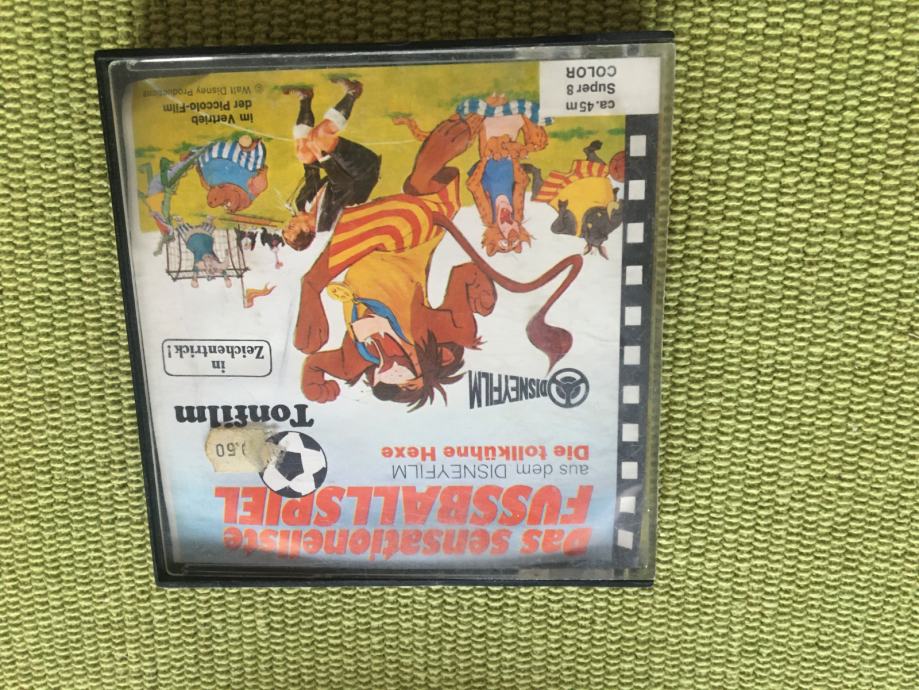 Das sensationellste
FUSSBALLSPIEL
aus dem DISNEYFILM
Die tollkühne Hexe
Tonfilm
in
Zeichentrick!
DISNEYFILM
ca. 45 m
Super 8
COLOR
im Vertrieb
der Piccolo-Film
© Walt Disney Productions